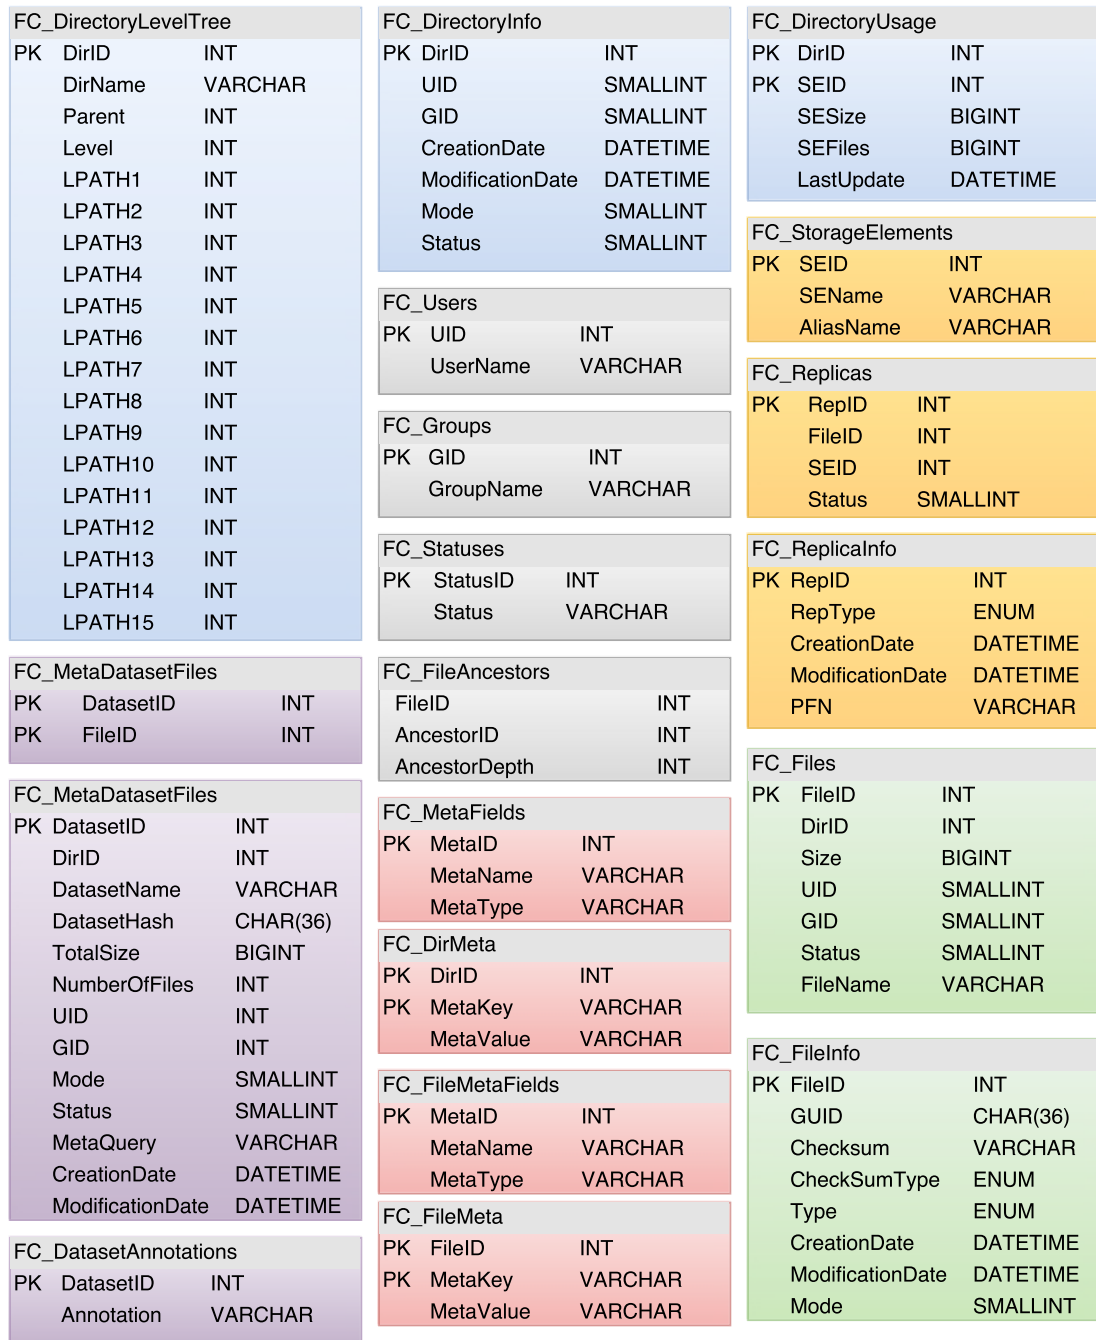 FC_DirectoryLevelTree
PK DirID INT
DirName VARCHAR
Parent INT
Level INT
LPATH1 INT
LPATH2 INT
LPATH3 INT
LPATH4 INT
LPATH5 INT
LPATH6 INT
LPATH7 INT
LPATH8 INT
LPATH9 INT
LPATH10 INT
LPATH11 INT
LPATH12 INT
LPATH13 INT
LPATH14 INT
LPATH15 INT
FC_MetaDatasetFiles
PK DatasetID INT
PK FileID INT
FC_MetaDatasetFiles
PK DatasetID INT
DirID INT
DatasetName VARCHAR
DatasetHash CHAR(36)
TotalSize BIGINT
NumberOfFiles INT
UID INT
GID INT
Mode SMALLINT
Status SMALLINT
MetaQuery VARCHAR
CreationDate DATETIME
ModificationDate DATETIME
FC_DatasetAnnotations
PK DatasetID INT
Annotation VARCHAR
FC_DirectoryInfo
PK DirID INT
UID SMALLINT
GID SMALLINT
CreationDate DATETIME
ModificationDate DATETIME
Mode SMALLINT
Status SMALLINT
FC_Users
PK UID INT
UserName VARCHAR
FC_Groups
PK GID INT
GroupName VARCHAR
FC_Statuses
PK StatusID INT
Status VARCHAR
FC_FileAncestors
FileID INT
AncestorID INT
AncestorDepth INT
FC_MetaFields
PK MetaID INT
MetaName VARCHAR
MetaType VARCHAR
FC_DirMeta
PK DirID INT
PK MetaKey VARCHAR
MetaValue VARCHAR
FC_FileMetaFields
PK MetaID INT
MetaName VARCHAR
MetaType VARCHAR
FC_FileMeta
PK FileID INT
PK MetaKey VARCHAR
MetaValue VARCHAR
FC_DirectoryUsage
PK DirID INT
PK SEID INT
SESize BIGINT
SEFiles BIGINT
LastUpdate DATETIME
FC_StorageElements
PK SEID INT
SEName VARCHAR
AliasName VARCHAR
FC_Replicas
PK RepID INT
FileID INT
SEID INT
Status SMALLINT
FC_ReplicaInfo
PK RepID INT
RepType ENUM
CreationDate DATETIME
ModificationDate DATETIME
PFN VARCHAR
FC_Files
PK FileID INT
DirID INT
Size BIGINT
UID SMALLINT
GID SMALLINT
Status SMALLINT
FileName VARCHAR
FC_FileInfo
PK FileID INT
GUID CHAR(36)
Checksum VARCHAR
CheckSumType ENUM
Type ENUM
CreationDate DATETIME
ModificationDate DATETIME
Mode SMALLINT